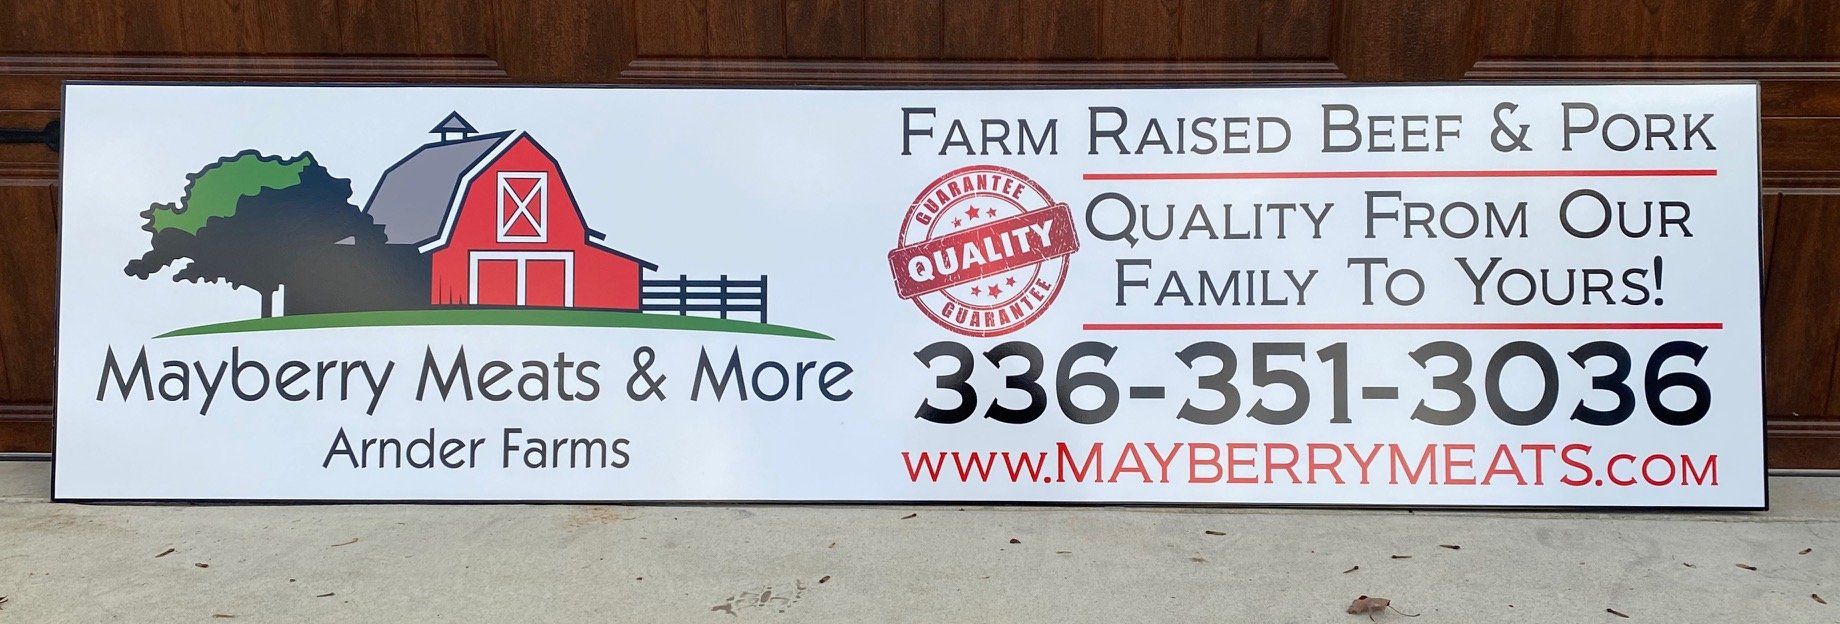 Mayberry Meats & More
Arnder Farms
FARM RAISED BEEF & PORK
GUARANTEE
QUALITY
GUARANTEE
QUALITY FROM OUR
FAMILY TO YOURS!
336-351-3036
WWW.MAYBERRYMEATS.COM